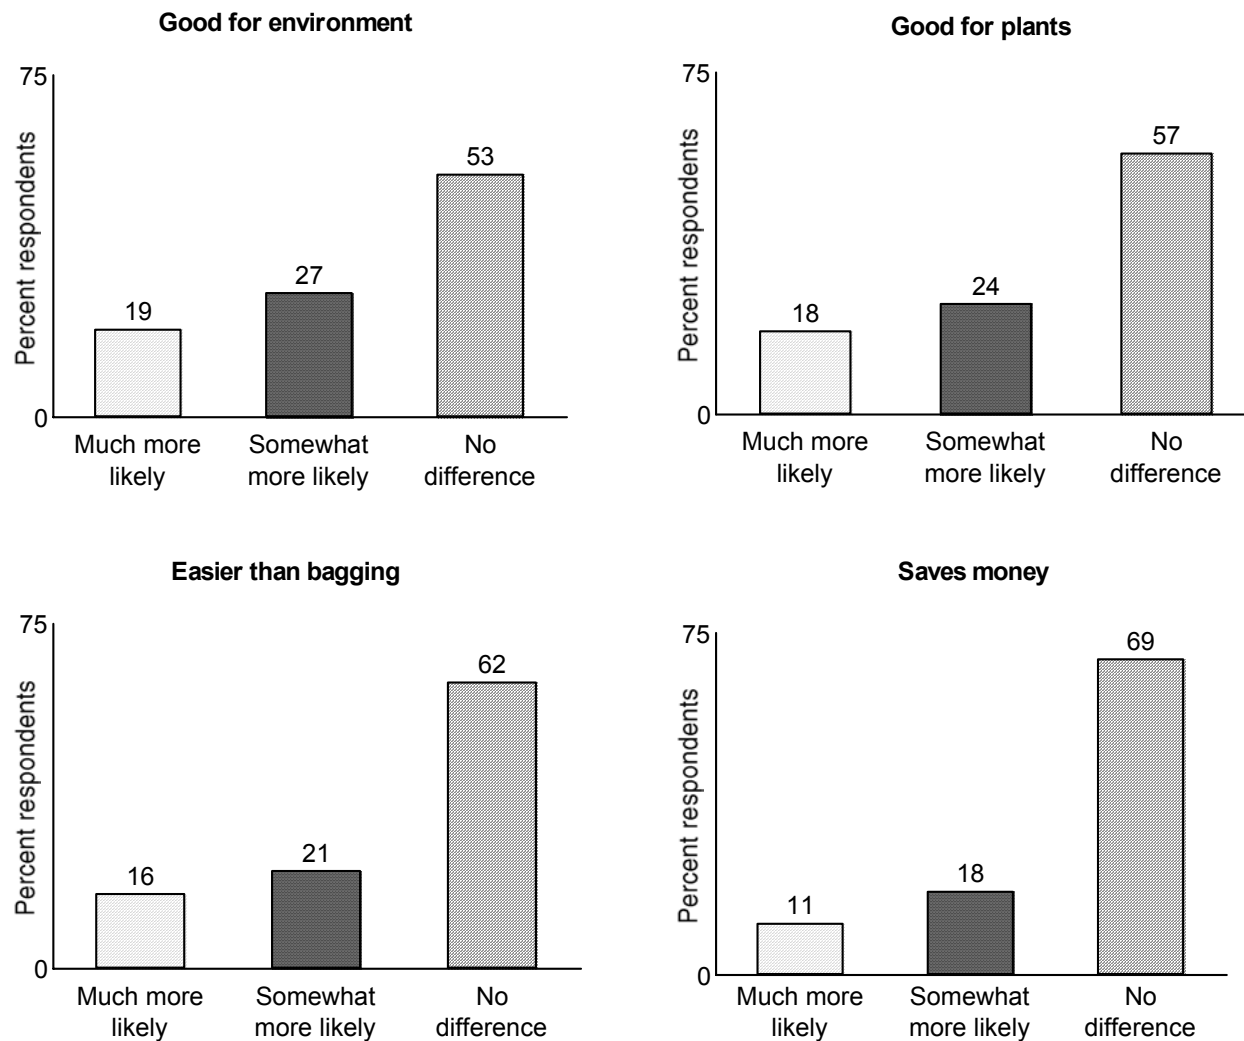 Good for environment
75
Percent respondents
0
19
27
53
Much more
likely
Somewhat
more likely
No
difference
Good for plants
75
Percent respondents
0
18
24
57
Much more
likely
Somewhat
more likely
No
difference
Easier than bagging
75
Percent respondents
0
16
21
62
Much more
likely
Somewhat
more likely
No
difference
Saves money
75
Percent respondents
0
11
18
69
Much more
likely
Somewhat
more likely
No
difference